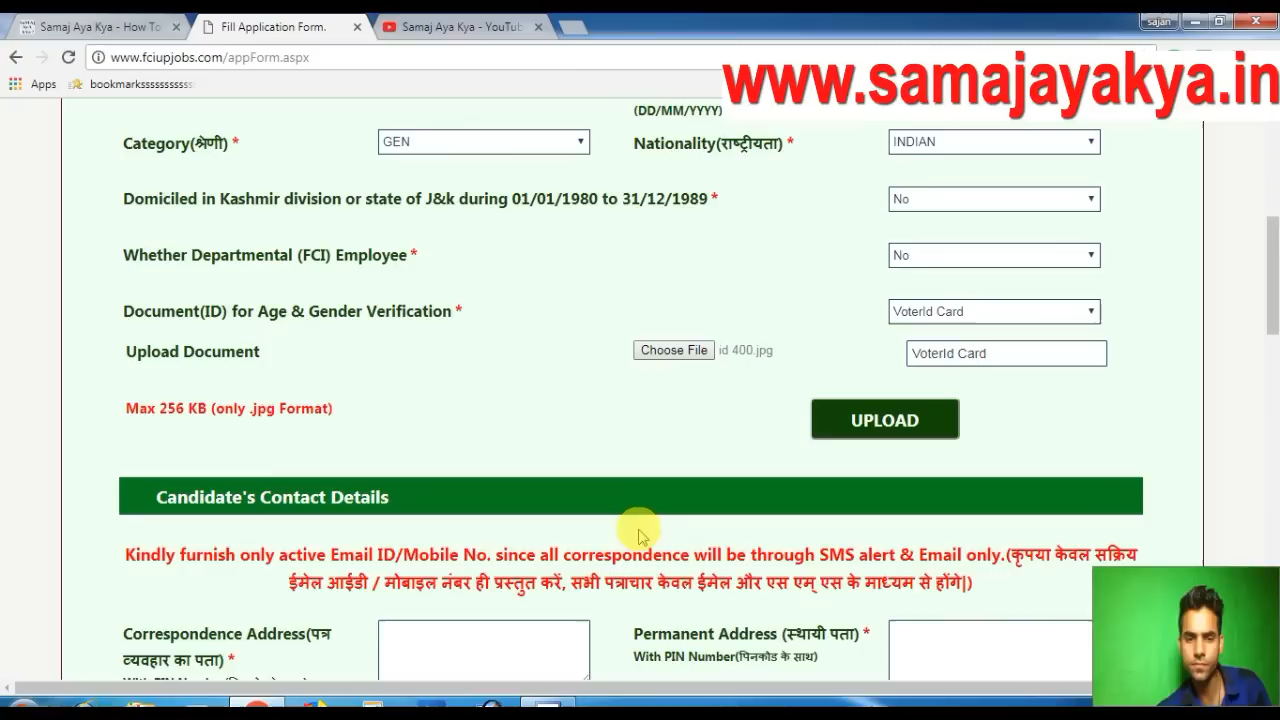 Samaj Aya Kya - How To
Fill Application Form.
Samaj Aya Kya - YouTube
sajan
www.fciupjobs.com/appForm.aspx
Apps
bookmarksssssssssss
www.samajayakya.in
(DD/MM/YYYY)
Category(श्रेणी) *
GEN
Nationality(राष्ट्रीयता) *
INDIAN
Domiciled in Kashmir division or state of J&k during 01/01/1980 to 31/12/1989 *
No
Whether Departmental (FCI) Employee *
No
Document(ID) for Age & Gender Verification *
VoterId Card
Upload Document
Choose File id 400.jpg
VoterId Card
Max 256 KB (only .jpg Format)
UPLOAD
Candidate's Contact Details
Kindly furnish only active Email ID/Mobile No. since all correspondence will be through SMS alert & Email only.(कृपया केवल सक्रिय
ईमेल आईडी / मोबाइल नंबर ही प्रस्तुत करें, सभी पत्राचार केवल ईमेल और एस एम् एस के माध्यम से होंगे|)
Correspondence Address(पत्र
व्यवहार का पता) *
Permanent Address (स्थायी पता) *
With PIN Number(पिनकोड के साथ)